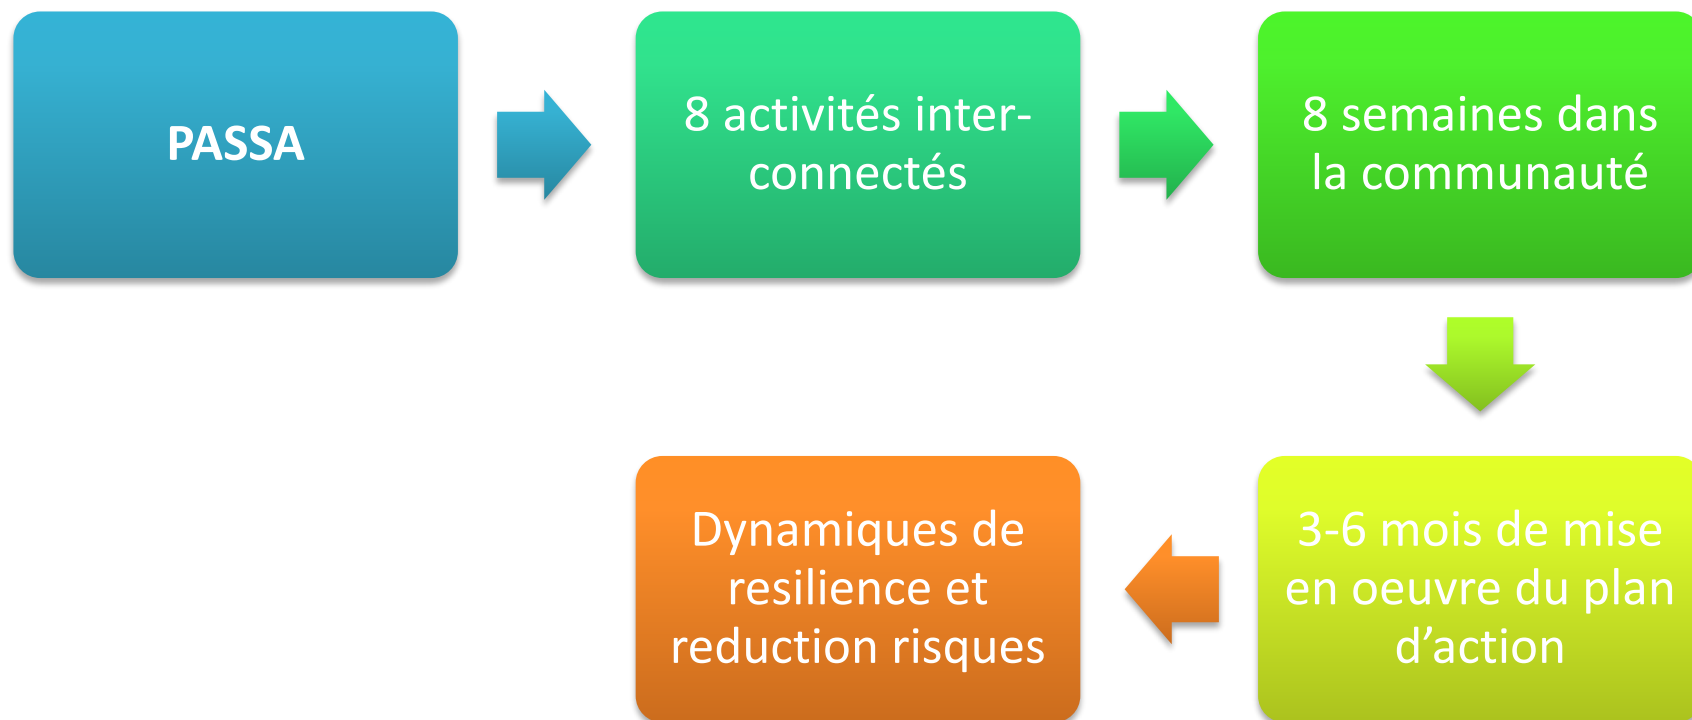 PASSA
8 activités inter-
connectés
8 semaines dans
la communauté
3-6 mois de mise
en oeuvre du plan
d’action
Dynamiques de
resilience et
reduction risques